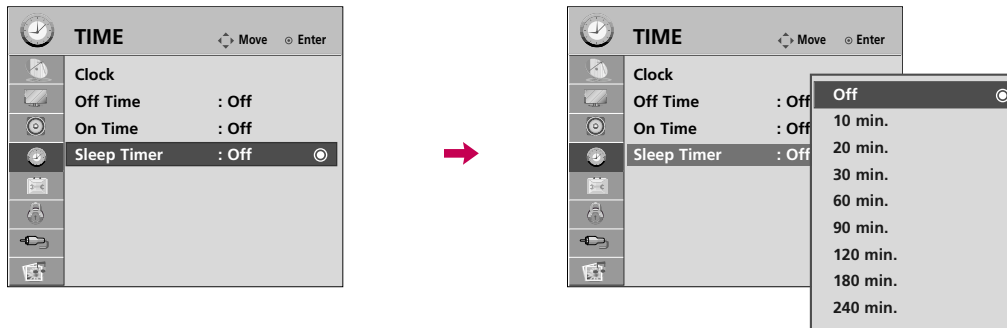 TIME Move Enter
Clock
Off Time : Off
On Time : Off
Sleep Timer : Off
TIME Move Enter
Clock
Off Time : Off
On Time : Off
Sleep Timer : Off
Off
10 min.
20 min.
30 min.
60 min.
90 min.
120 min.
180 min.
240 min.